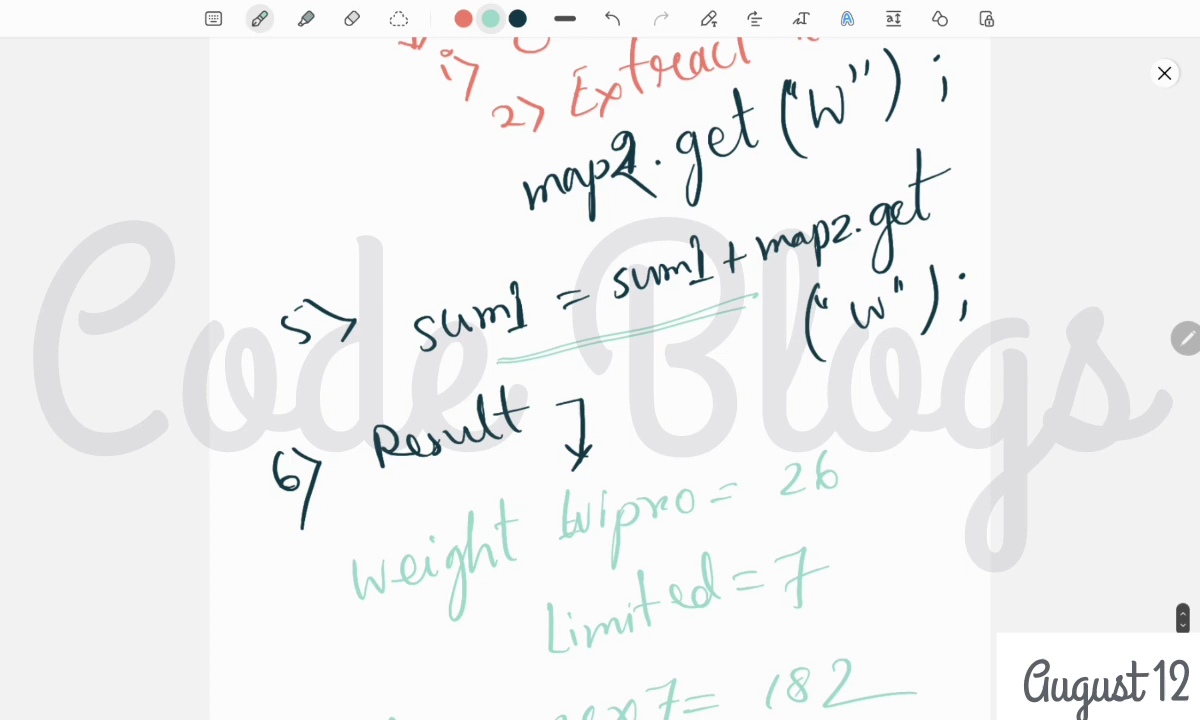 i>
2> Extract
map2.get ("W") ;
5> sum1 = sum1 + map2.get
("W") ;
6> Result
weight Wipro = 26
Limited = 7
x7 = 182
Code Blogs
August 12